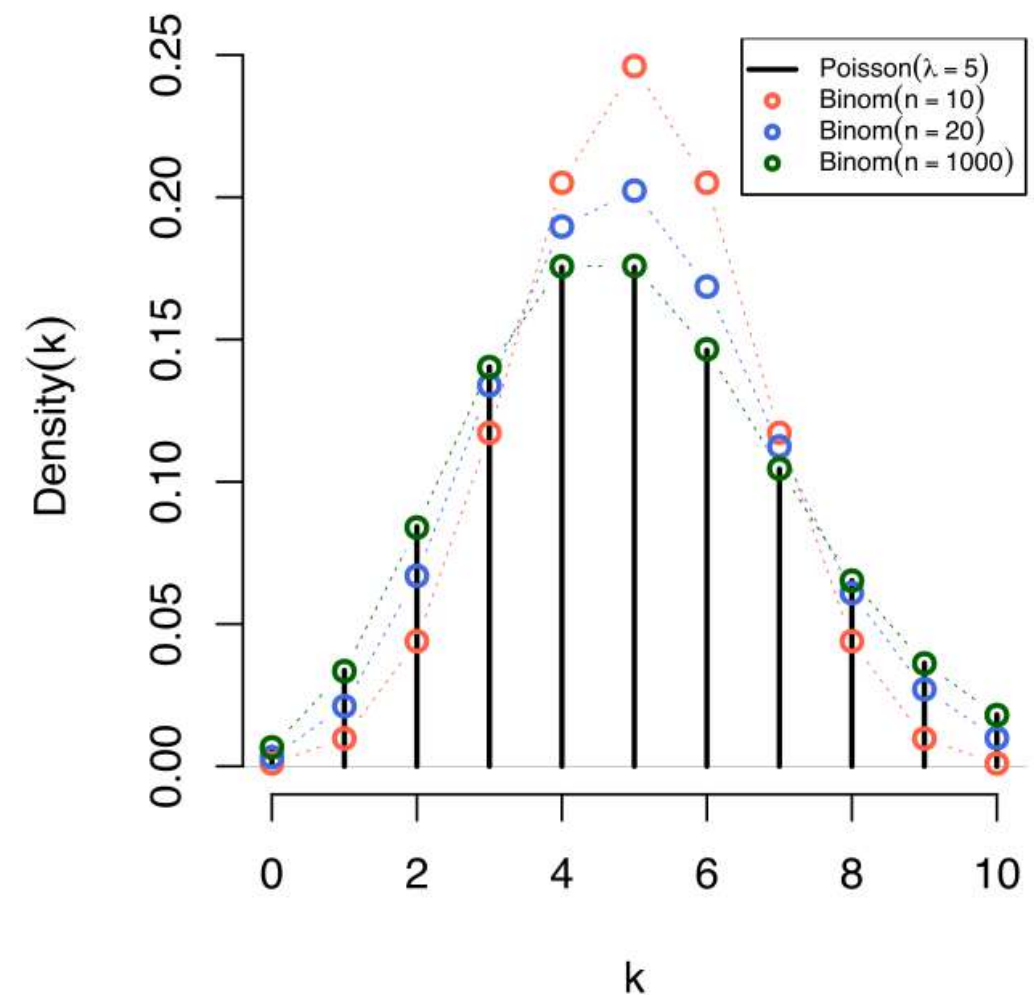 Density(k)
0.25
0.20
0.15
0.10
0.05
0.00
Poisson(λ = 5)
Binom(n = 10)
Binom(n = 20)
Binom(n = 1000)
0 2 4 6 8 10
k